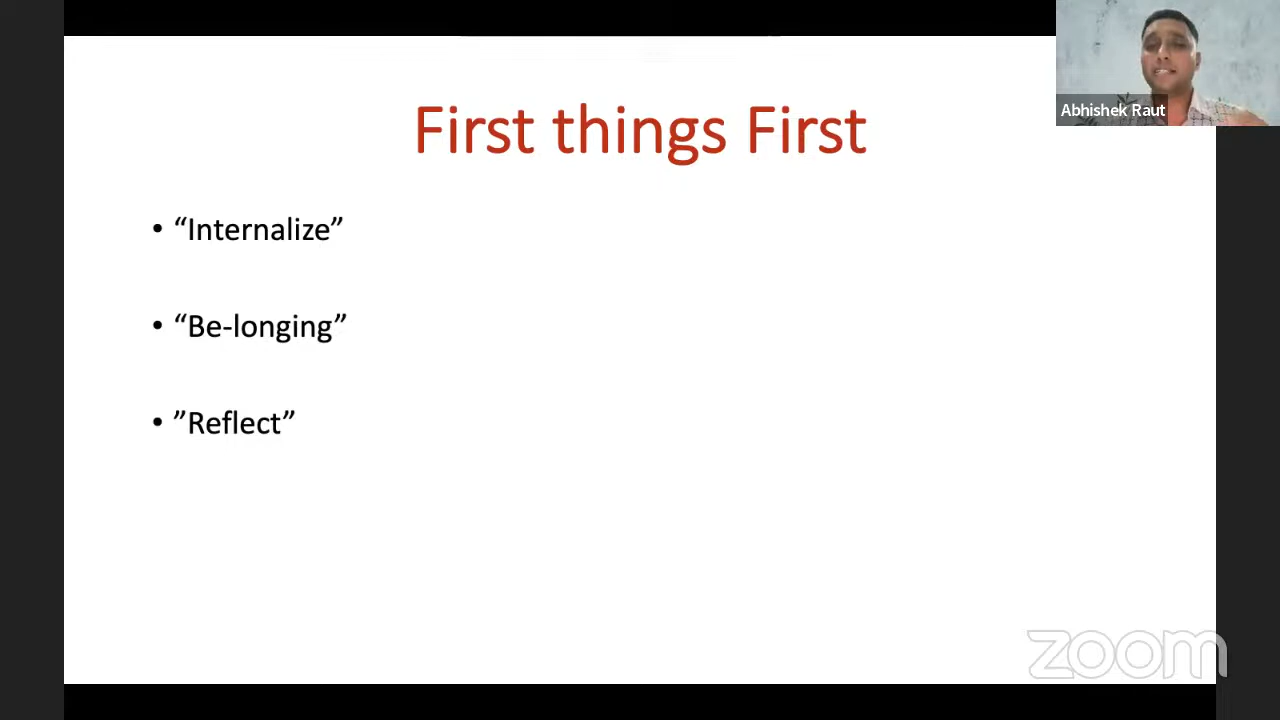 First things First
Abhishek Raut
• “Internalize”
• “Be-longing”
• ”Reflect”
zoom